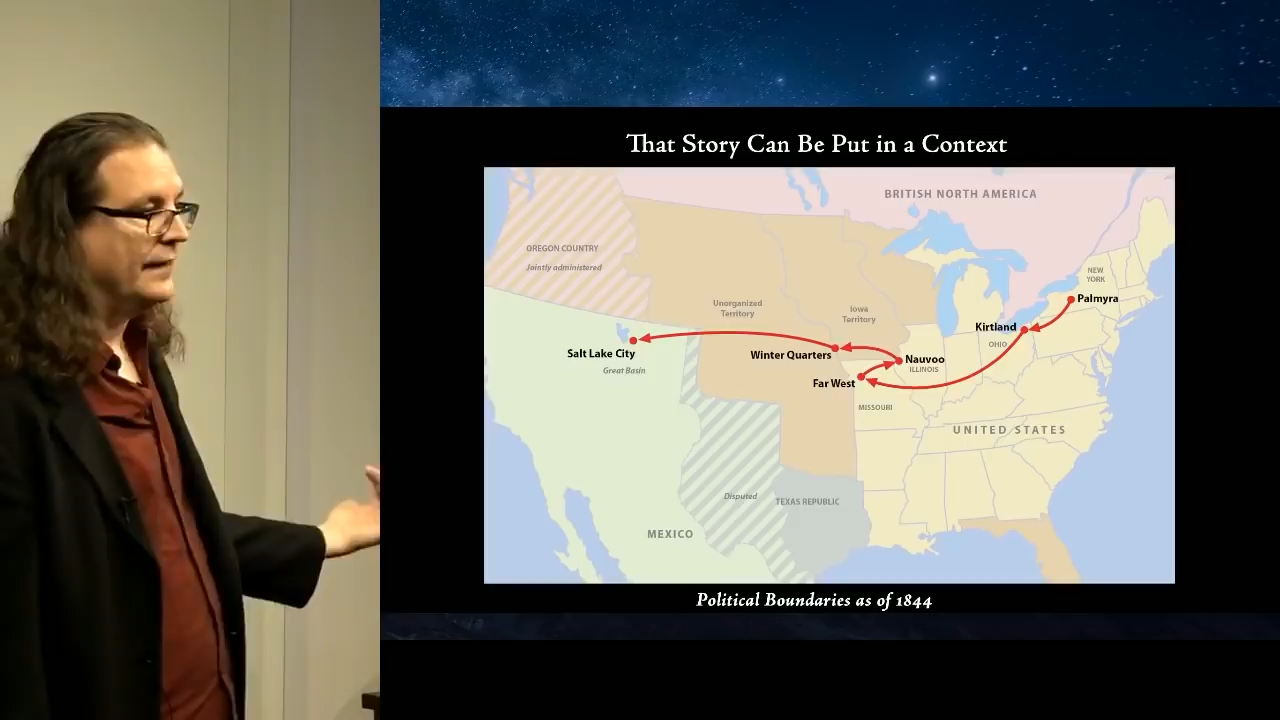 That Story Can Be Put in a Context
BRITISH NORTH AMERICA
OREGON COUNTRY
Jointly administered
NEW
YORK
Palmyra
Unorganized
Territory
Iowa
Territory
Kirtland
OHIO
Salt Lake City
Great Basin
Winter Quarters
Nauvoo
ILLINOIS
Far West
MISSOURI
UNITED STATES
Disputed
TEXAS REPUBLIC
MEXICO
Political Boundaries as of 1844